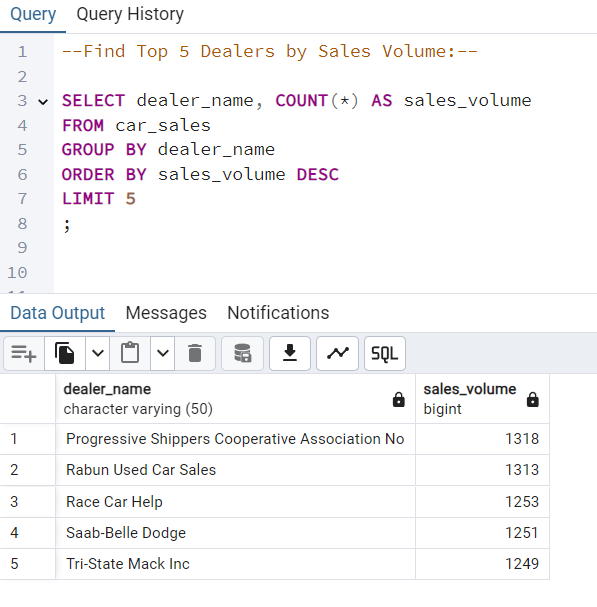 Query Query History
1 --Find Top 5 Dealers by Sales Volume:--
2
3 SELECT dealer_name, COUNT(*) AS sales_volume
4 FROM car_sales
5 GROUP BY dealer_name
6 ORDER BY sales_volume DESC
7 LIMIT 5
8 ;
9
10
Data Output Messages Notifications
SQL
dealer_name sales_volume
character varying (50) bigint
1 Progressive Shippers Cooperative Association No 1318
2 Rabun Used Car Sales 1313
3 Race Car Help 1253
4 Saab-Belle Dodge 1251
5 Tri-State Mack Inc 1249